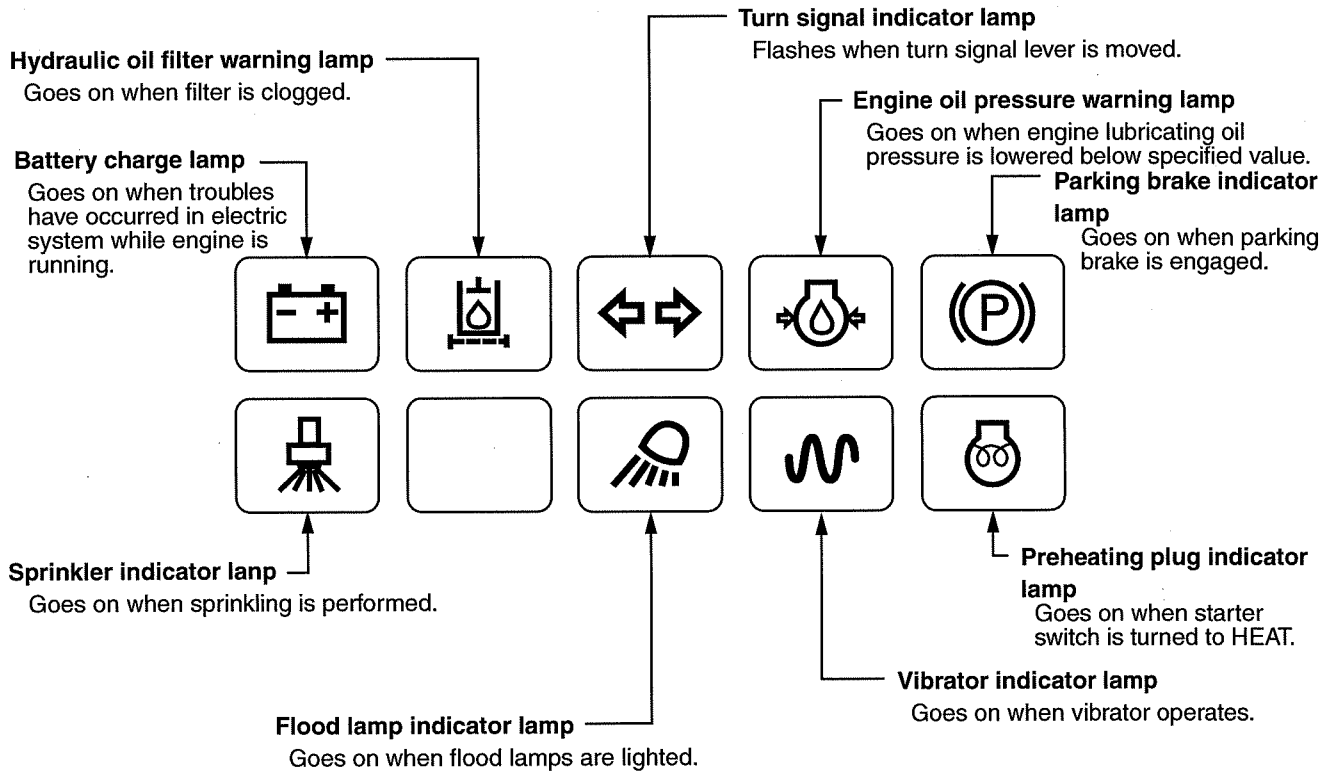 Turn signal indicator lamp
Flashes when turn signal lever is moved.
Hydraulic oil filter warning lamp
Goes on when filter is clogged.
Engine oil pressure warning lamp
Goes on when engine lubricating oil
pressure is lowered below specified value.
Battery charge lamp
Goes on when troubles
have occurred in electric
system while engine is
running.
Parking brake indicator
lamp
Goes on when parking
brake is engaged.
- +
P
Sprinkler indicator lanp
Goes on when sprinkling is performed.
Preheating plug indicator
lamp
Goes on when starter
switch is turned to HEAT.
Vibrator indicator lamp
Goes on when vibrator operates.
Flood lamp indicator lamp
Goes on when flood lamps are lighted.